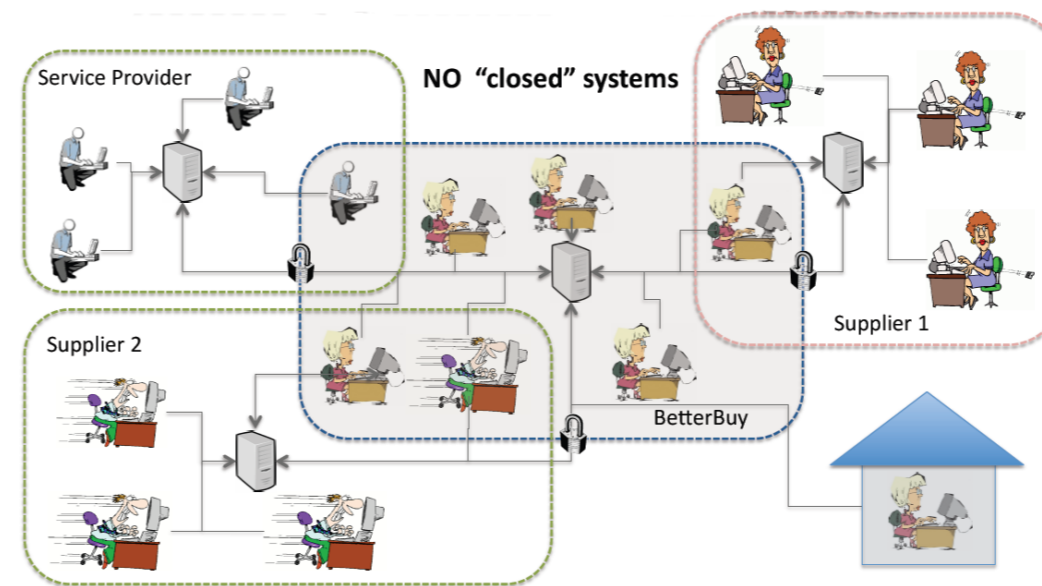 Service Provider
NO “closed” systems
Supplier 1
Supplier 2
BetterBuy